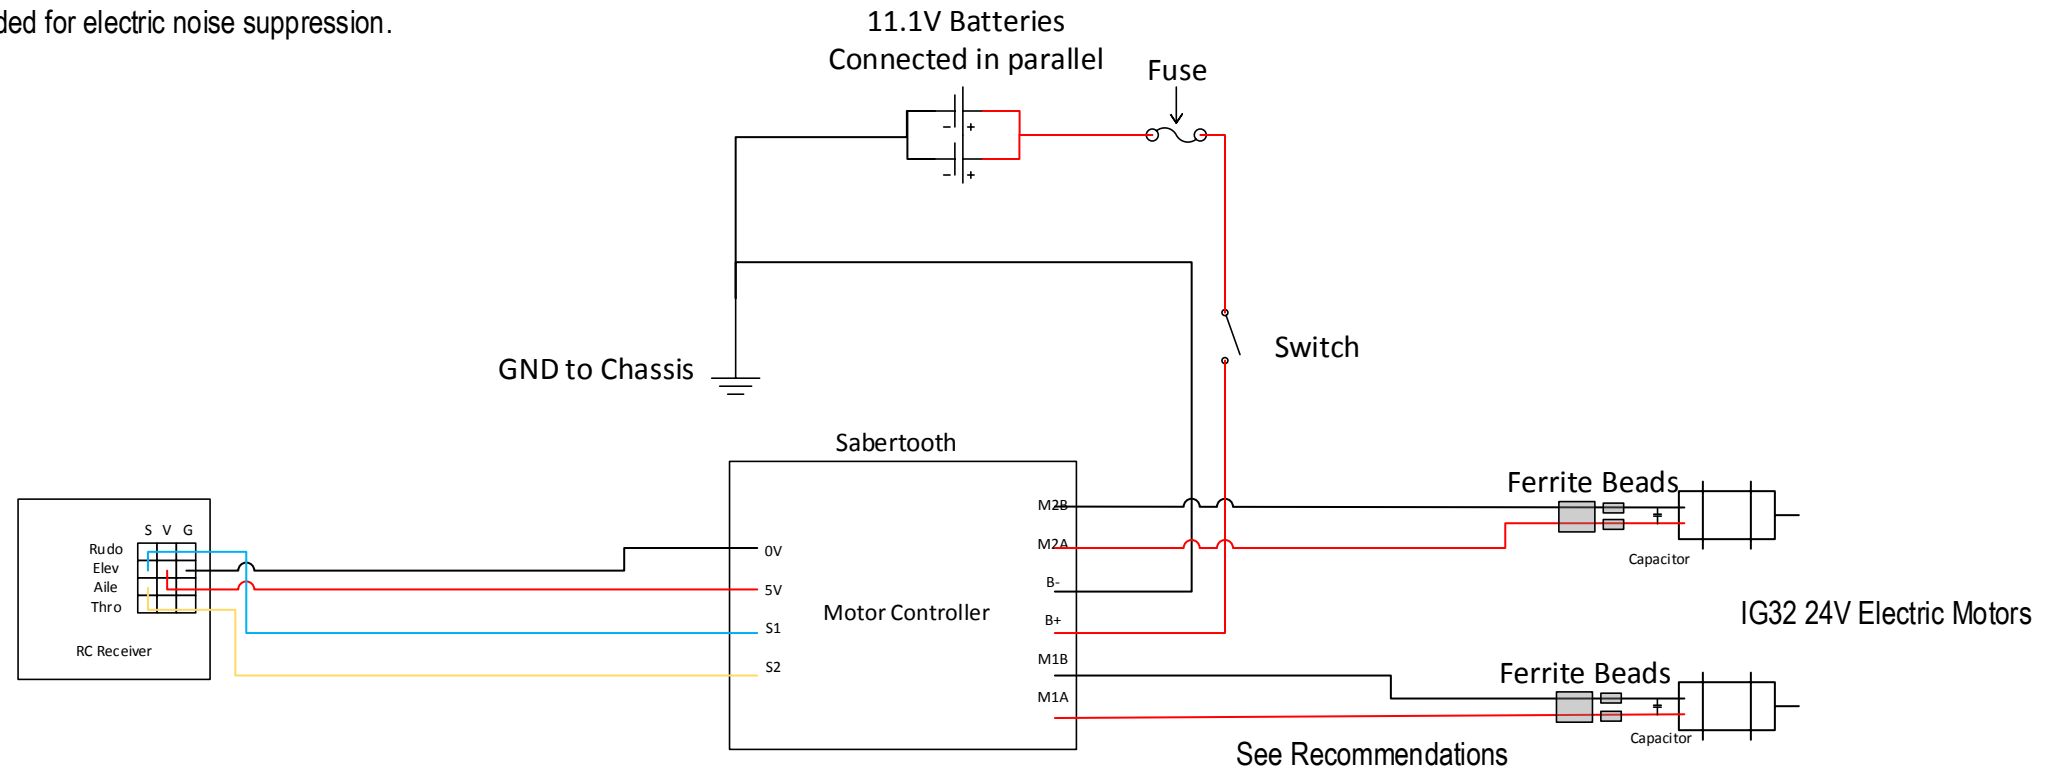 ded for electric noise suppression.
11.1V Batteries
Connected in parallel
Fuse
− +
− +
Switch
GND to Chassis
Sabertooth
Motor Controller
M2B
M2A
B-
B+
M1B
M1A
0V
5V
S1
S2
S V G
Rudo
Elev
Aile
Thro
RC Receiver
Ferrite Beads
Capacitor
IG32 24V Electric Motors
Ferrite Beads
Capacitor
See Recommendations